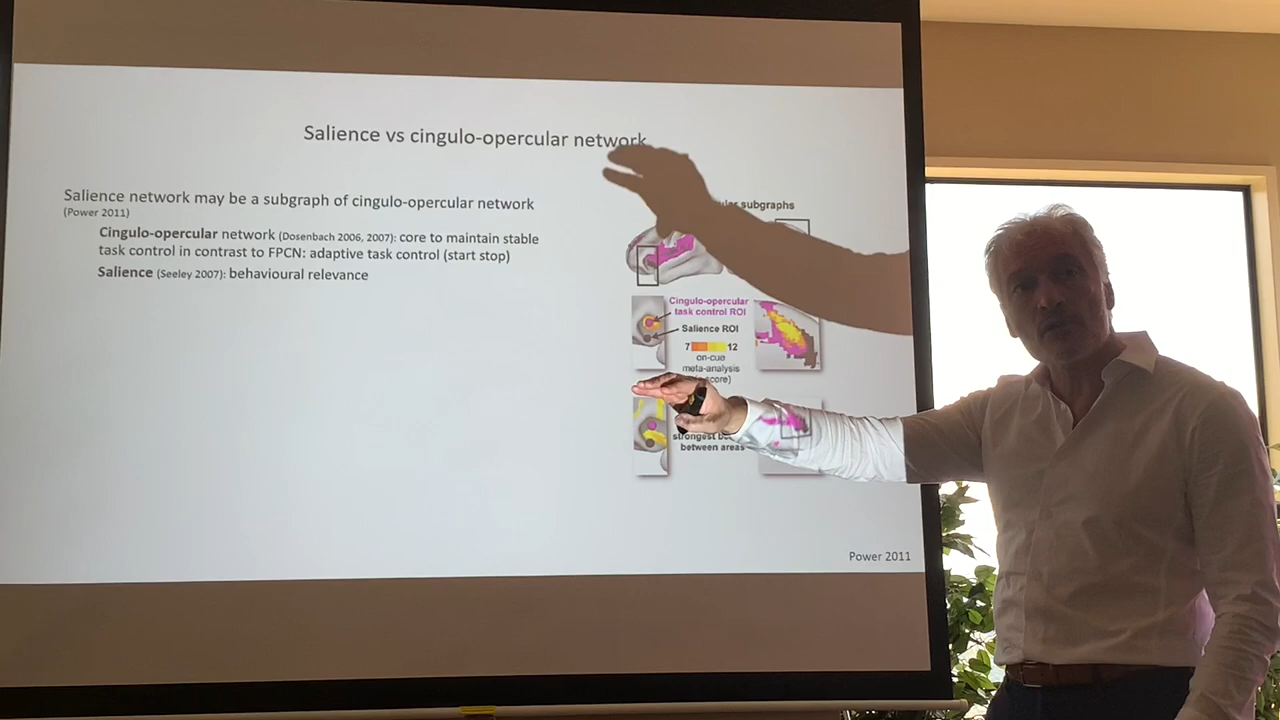 Salience vs cingulo-opercular network
Salience network may be a subgraph of cingulo-opercular network
(Power 2011)
Cingulo-opercular network (Dosenbach 2006, 2007): core to maintain stable
task control in contrast to FPCN: adaptive task control (start stop)
Salience (Seeley 2007): behavioural relevance
subgraphs
Cingulo-opercular
task control ROI
Salience ROI
7 12
on-cue
meta-analysis
score)
strongest
between areas
Power 2011